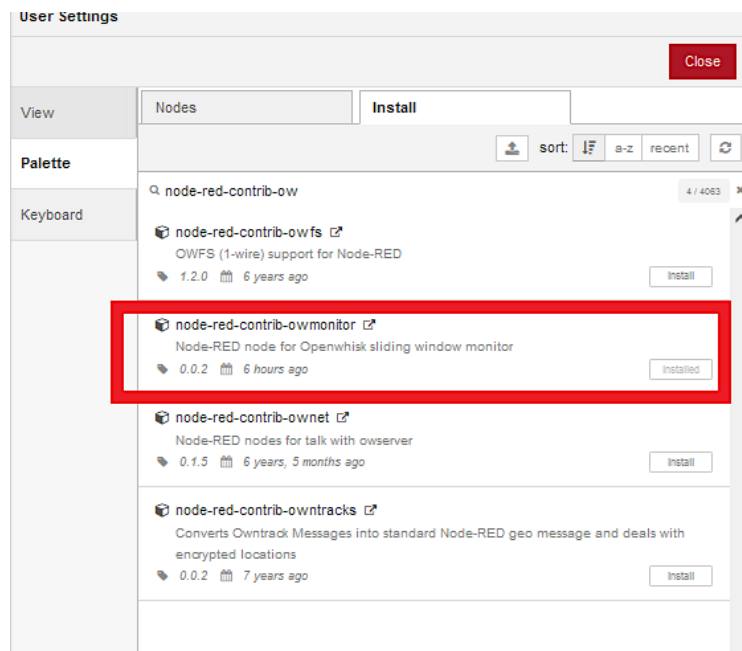 User Settings
Close
View
Nodes
Install
Palette
sort:
a-z
recent
Keyboard
node-red-contrib-ow
4 / 4063
node-red-contrib-owfs
OWFS (1-wire) support for Node-RED
1.2.0 6 years ago
Install
node-red-contrib-owmonitor
Node-RED node for Openwhisk sliding window monitor
0.0.2 6 hours ago
Installed
node-red-contrib-ownet
Node-RED nodes for talk with owserver
0.1.5 6 years, 5 months ago
Install
node-red-contrib-owntracks
Converts Owntrack Messages into standard Node-RED geo message and deals with
encrypted locations
0.0.2 7 years ago
Install